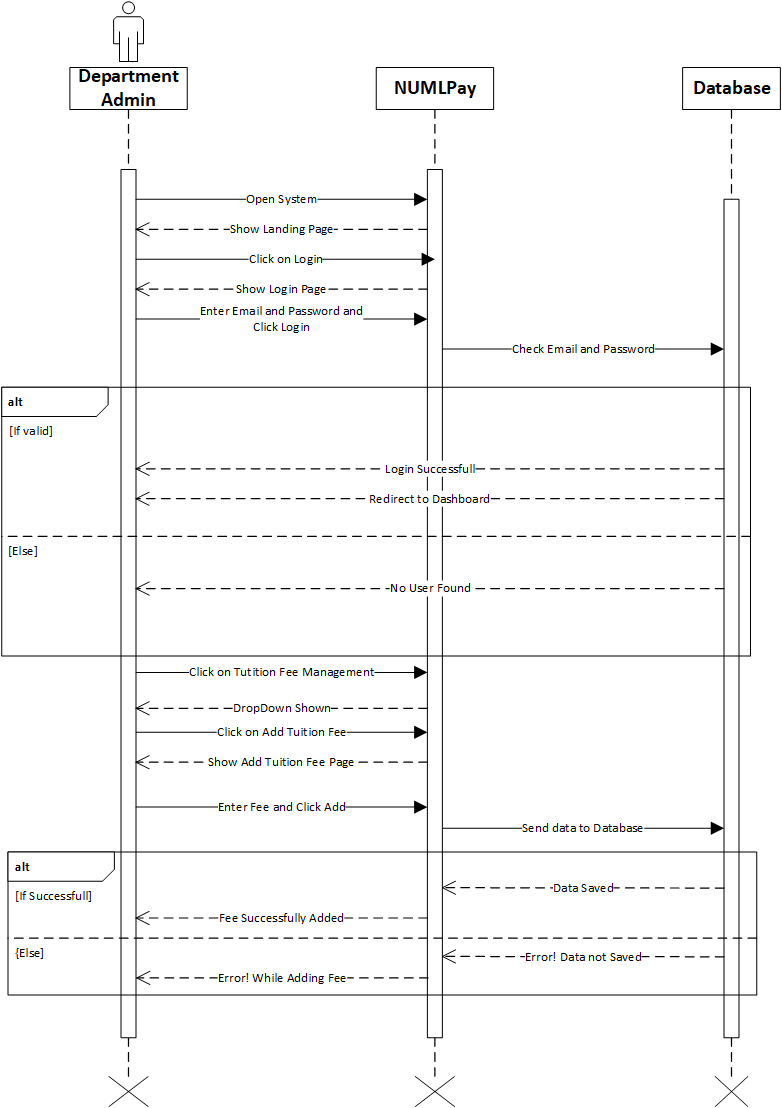 Department
Admin
NUMLPay
Database
Open System
Show Landing Page
Click on Login
Show Login Page
Enter Email and Password and
Click Login
Check Email and Password
alt
[If valid]
Login Successfull
Redirect to Dashboard
[Else]
No User Found
Click on Tutition Fee Management
DropDown Shown
Click on Add Tuition Fee
Show Add Tuition Fee Page
Enter Fee and Click Add
Send data to Database
alt
[If Successfull]
Data Saved
Fee Successfully Added
{Else]
Error! Data not Saved
Error! While Adding Fee